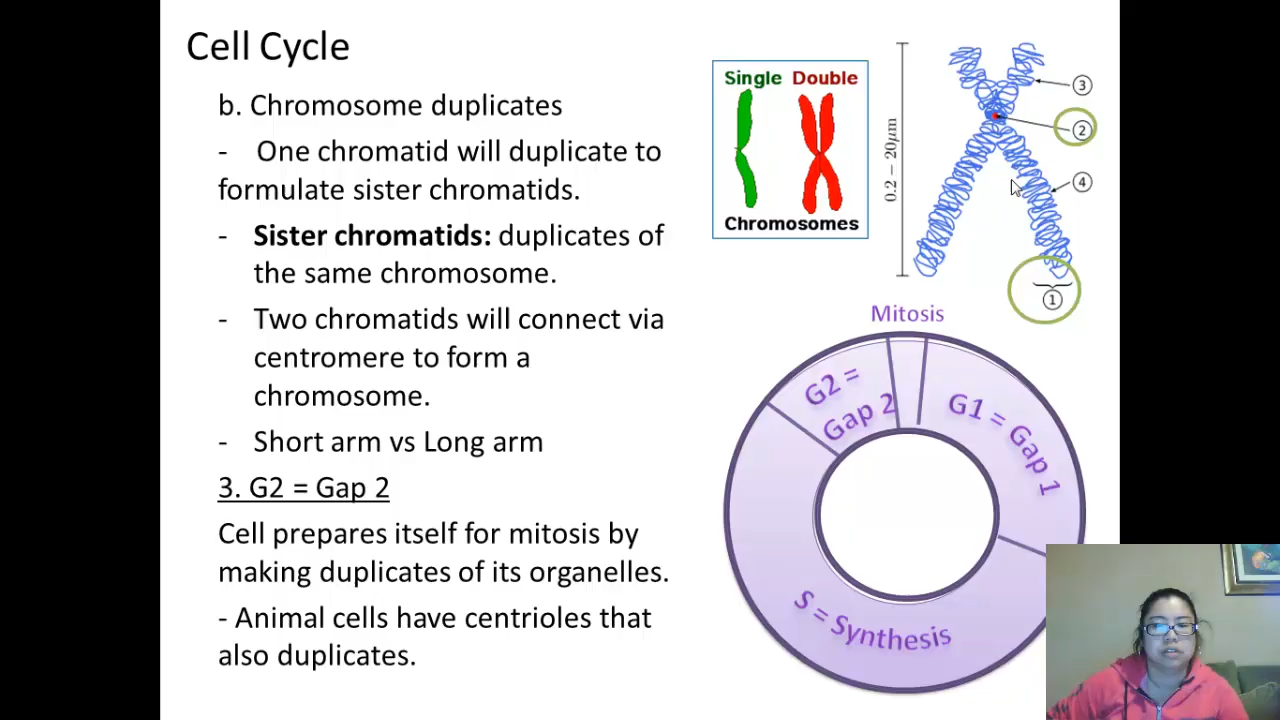 Cell Cycle
b. Chromosome duplicates
- One chromatid will duplicate to
formulate sister chromatids.
- Sister chromatids: duplicates of
the same chromosome.
- Two chromatids will connect via
centromere to form a
chromosome.
- Short arm vs Long arm
3. G2 = Gap 2
Cell prepares itself for mitosis by
making duplicates of its organelles.
- Animal cells have centrioles that
also duplicates.
Single Double
Chromosomes
0.2 – 20μm
3
2
4
1
Mitosis
G2 =
Gap 2
G1 = Gap 1
S = Synthesis